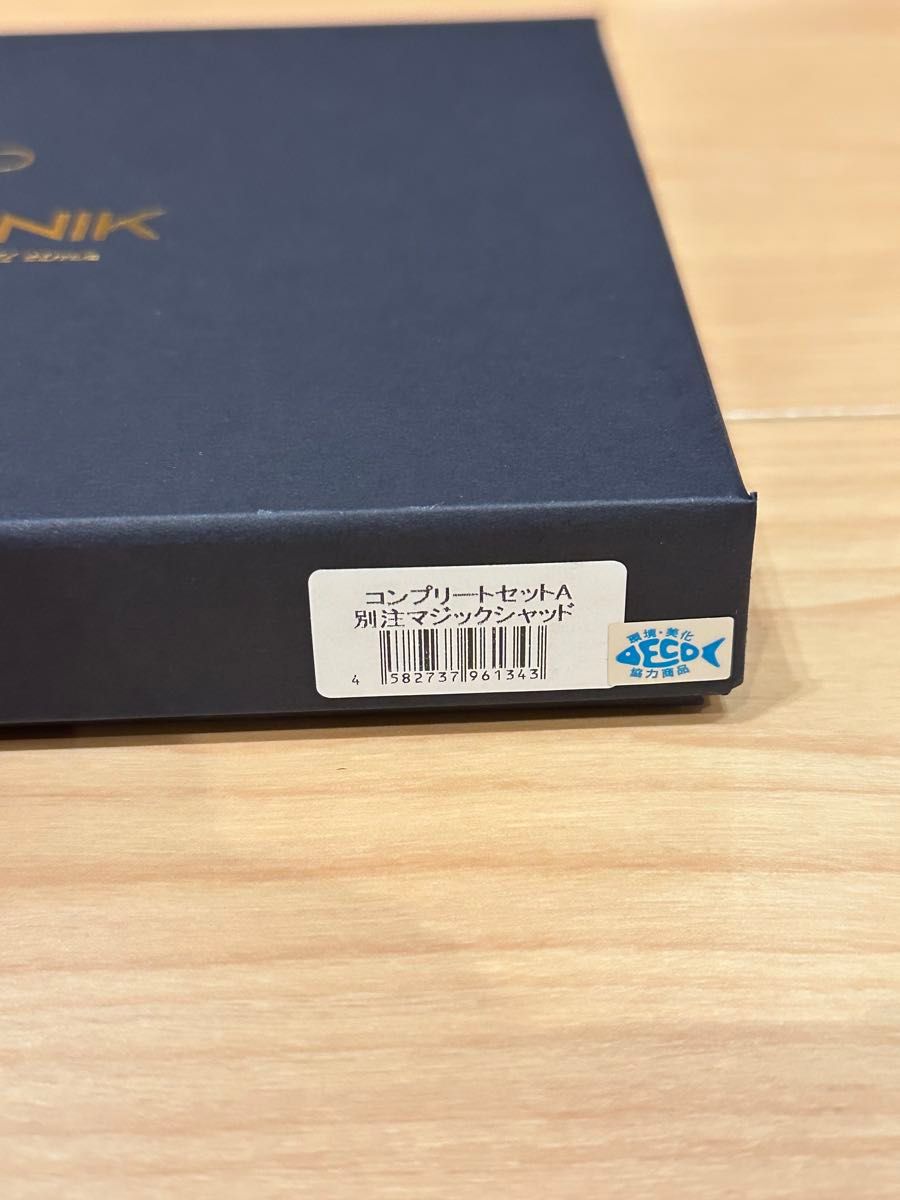 NIK
コンプリートセットA
別注マジックシャッド
4 582737 961343
環境・美化
ECO
協力商品